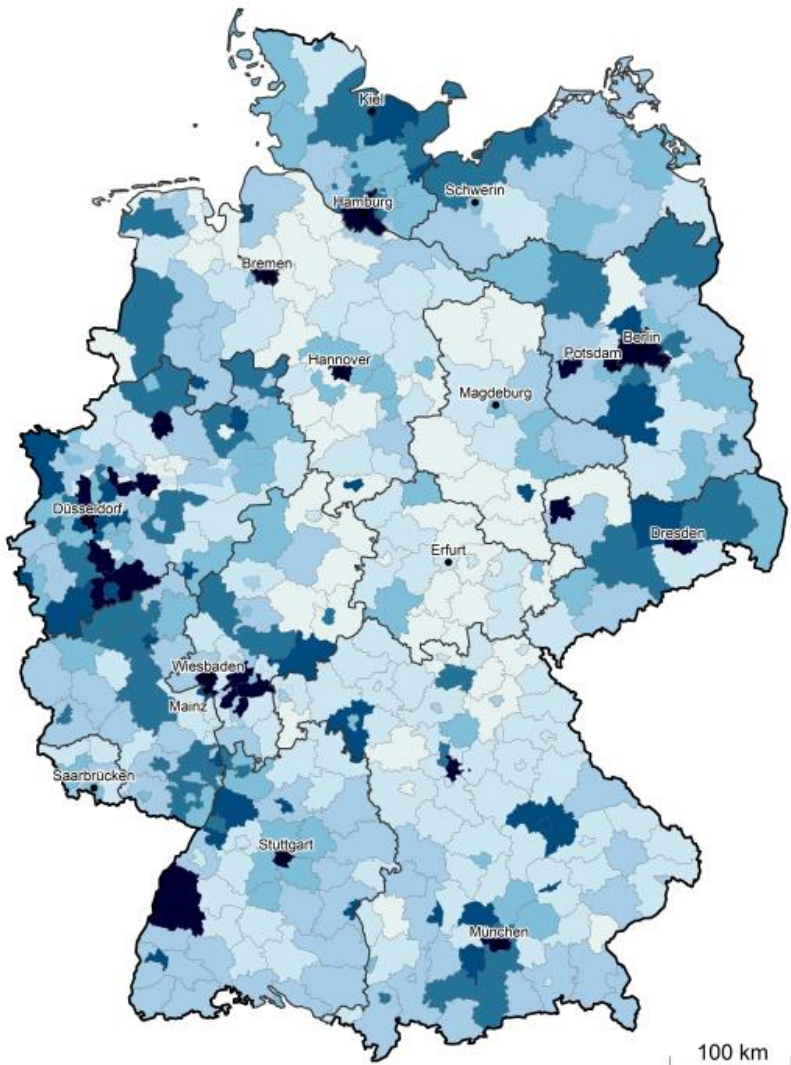 Kiel
Schwerin
Hamburg
Bremen
Berlin
Potsdam
Hannover
Magdeburg
Düsseldorf
Dresden
Erfurt
Wiesbaden
Mainz
Saarbrücken
Stuttgart
München
100 km